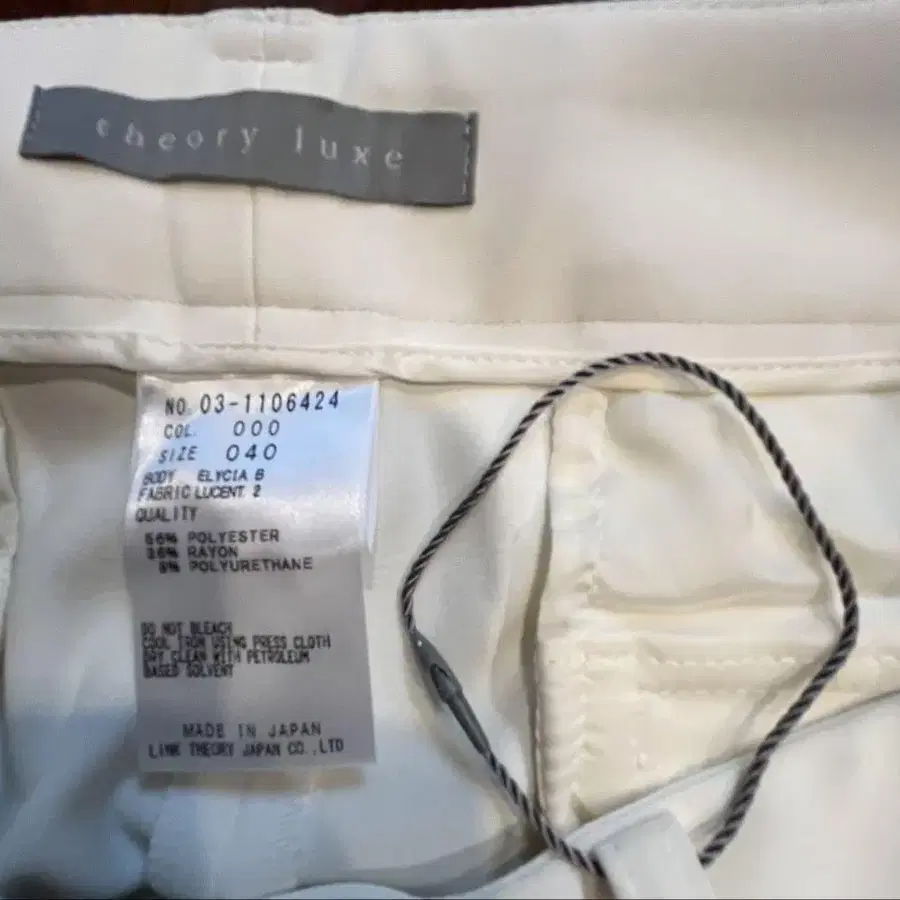 theory luxe
NO. 03-1106424
COL. 000
SIZE 040
BODY ELYCIA B
FABRIC LUCENT 2
QUALITY
56% POLYESTER
36% RAYON
8% POLYURETHANE
DO NOT BLEACH
COOL IRON USING PRESS CLOTH
DRY CLEAN WITH PETROLEUM
BASED SOLVENT
MADE IN JAPAN
LINK THEORY JAPAN CO.,LTD